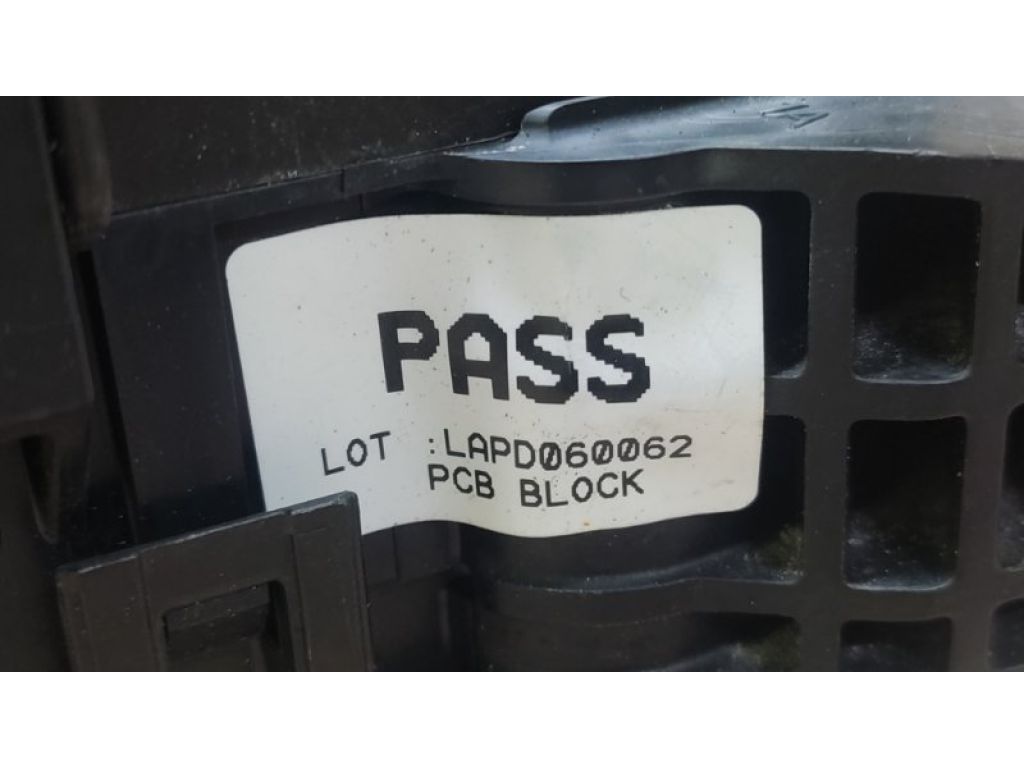 PASS
LOT :LAPD060062
PCB BLOCK